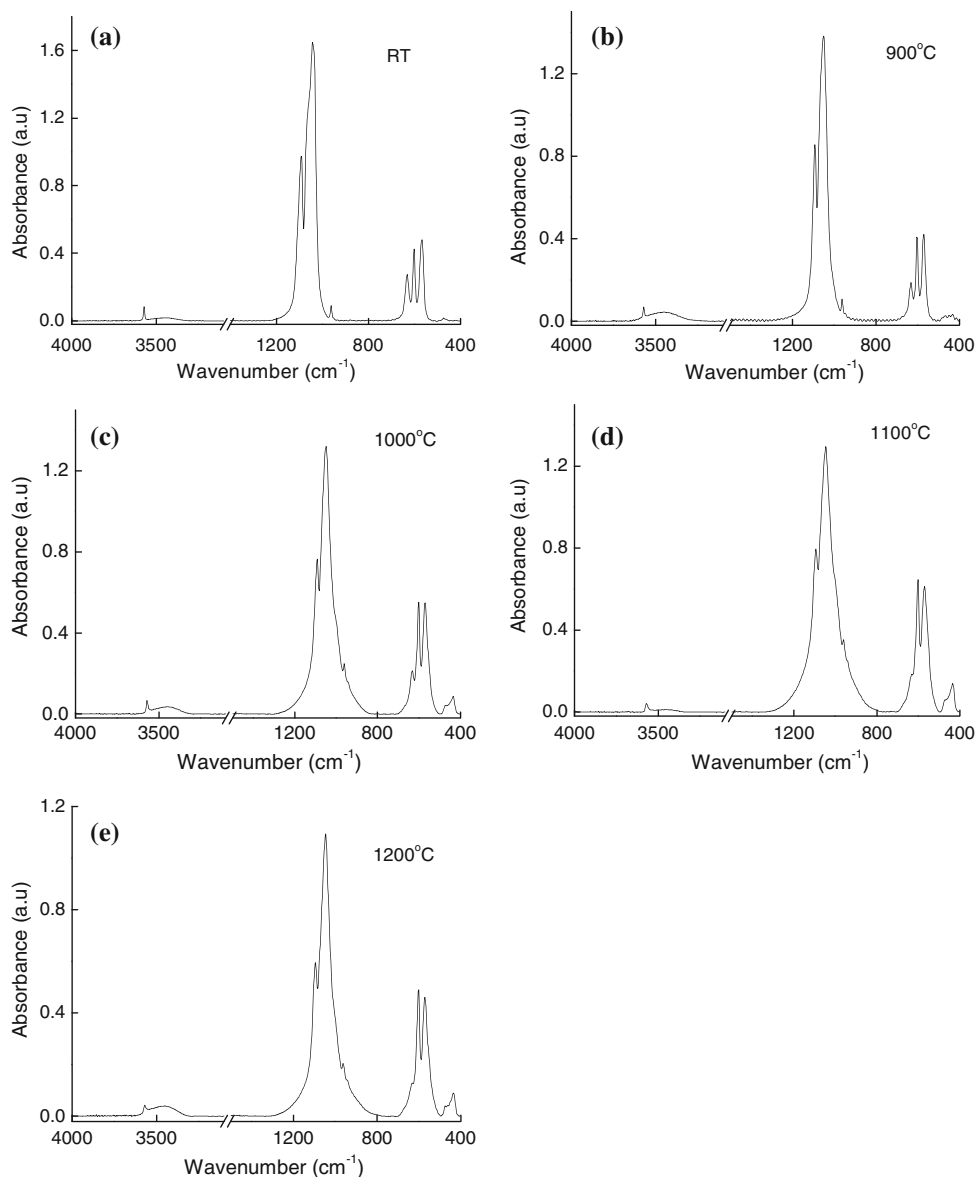 (a)
RT
Absorbance (a.u)
1.6
1.2
0.8
0.4
0.0
4000 3500 1200 800 400
Wavenumber (cm⁻¹)
(b)
900°C
Absorbance (a.u)
1.2
0.8
0.4
0.0
4000 3500 1200 800 400
Wavenumber (cm⁻¹)
(c)
1000°C
Absorbance (a.u)
1.2
0.8
0.4
0.0
4000 3500 1200 800 400
Wavenumber (cm⁻¹)
(d)
1100°C
Absorbance (a.u)
1.2
0.8
0.4
0.0
4000 3500 1200 800 400
Wavenumber (cm⁻¹)
(e)
1200°C
Absorbance (a.u)
1.2
0.8
0.4
0.0
4000 3500 1200 800 400
Wavenumber (cm⁻¹)